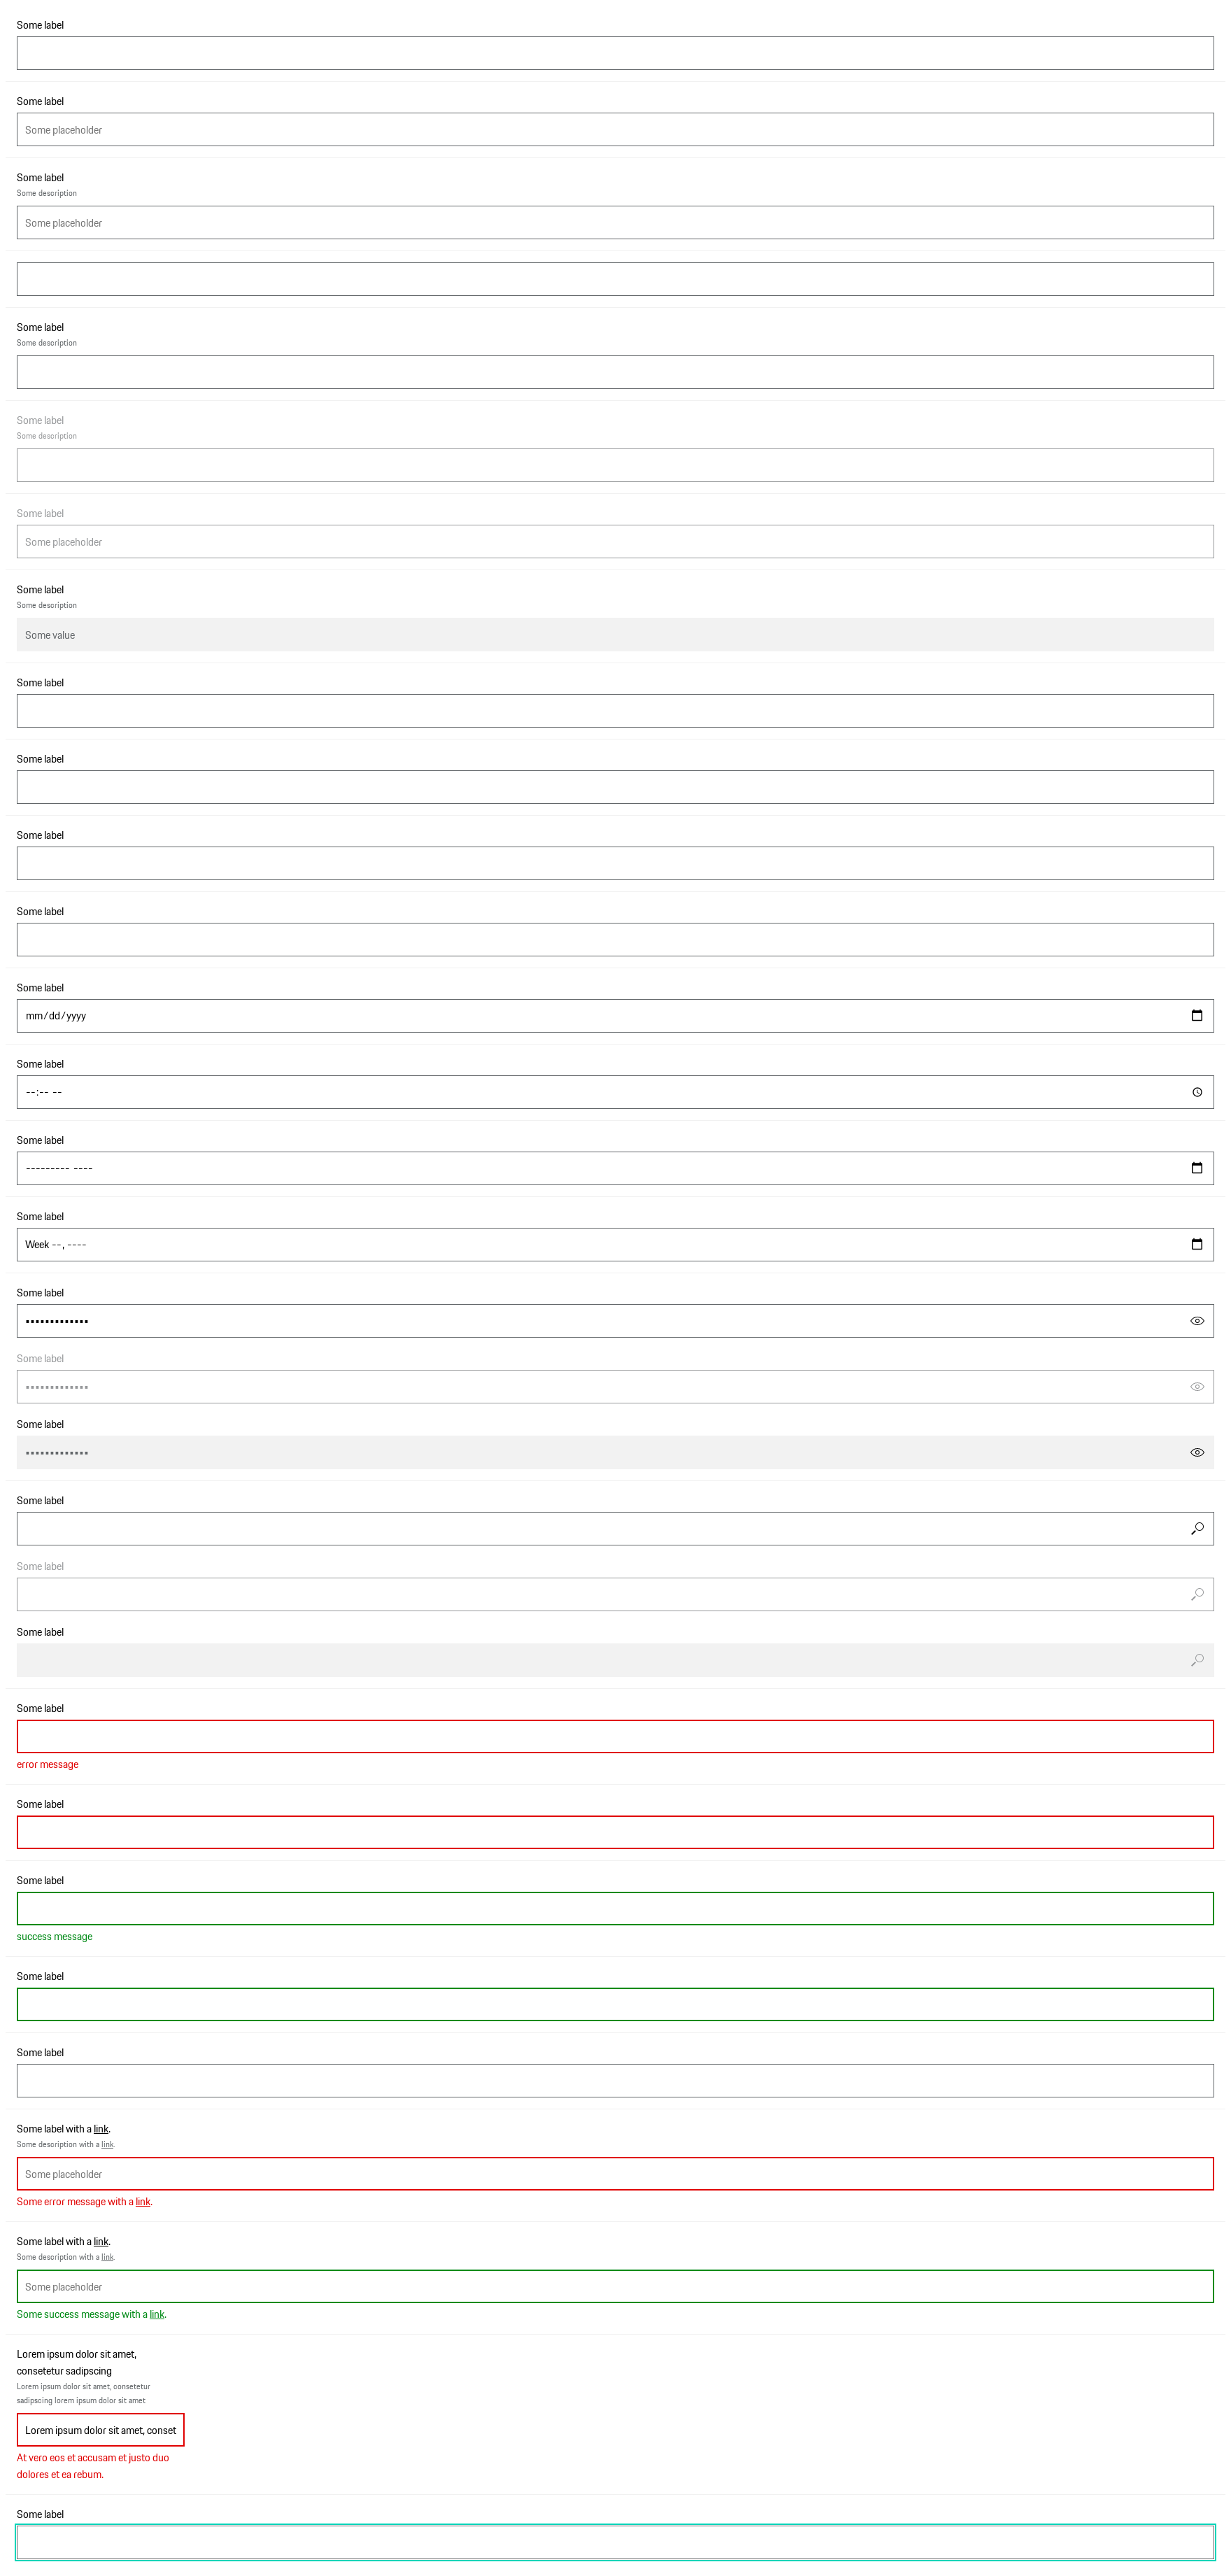 Some label
Some label
Some placeholder
Some label
Some description
Some placeholder
Some label
Some description
Some label
Some description
Some label
Some placeholder
Some label
Some description
Some value
Some label
Some label
Some label
Some label
Some label
mm/dd/yyyy
Some label
--:-- --
Some label
--------- ----
Some label
Week --, ----
Some label
•••••••••••••
Some label
•••••••••••••
Some label
•••••••••••••
Some label
Some label
Some label
Some label
error message
Some label
Some label
success message
Some label
Some label
Some label with a link.
Some description with a link.
Some placeholder
Some error message with a link.
Some label with a link.
Some description with a link.
Some placeholder
Some success message with a link.
Lorem ipsum dolor sit amet,
consetetur sadipscing
Lorem ipsum dolor sit amet, consetetur
sadipscing lorem ipsum dolor sit amet
Lorem ipsum dolor sit amet, conset
At vero eos et accusam et justo duo
dolores et ea rebum.
Some label